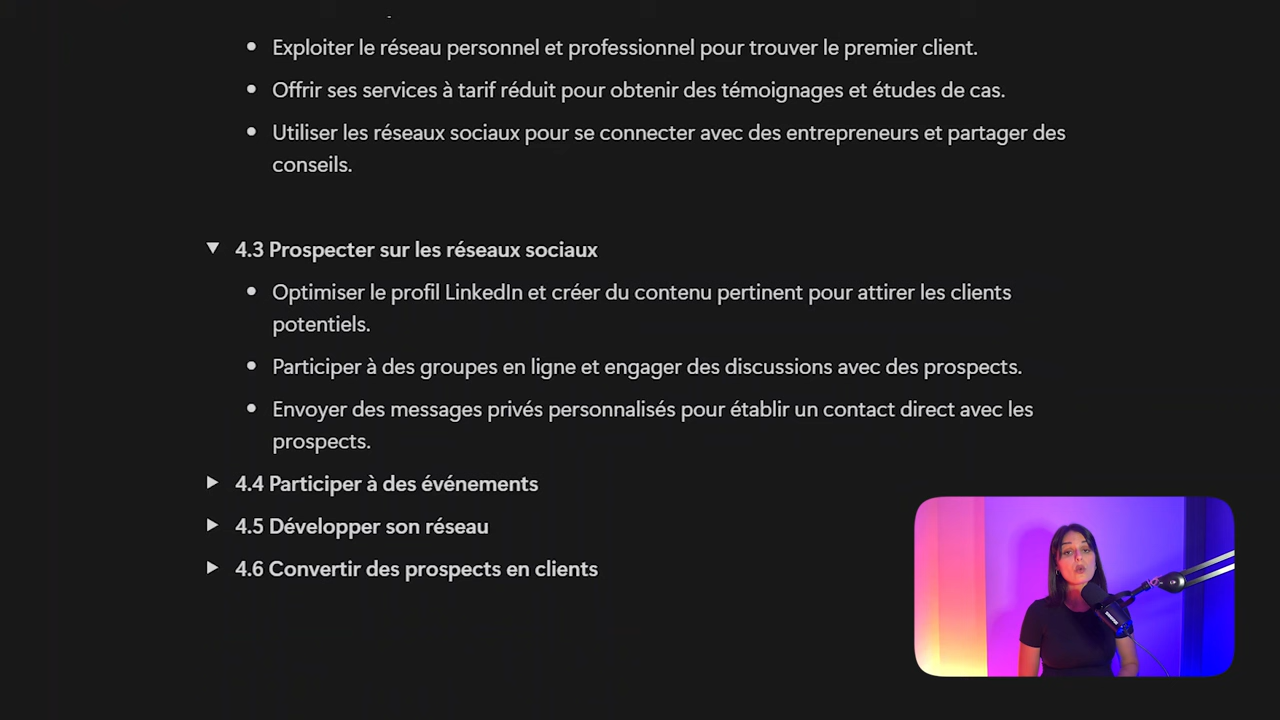 Exploiter le réseau personnel et professionnel pour trouver le premier client.
Offrir ses services à tarif réduit pour obtenir des témoignages et études de cas.
Utiliser les réseaux sociaux pour se connecter avec des entrepreneurs et partager des
conseils.
4.3 Prospecter sur les réseaux sociaux
Optimiser le profil LinkedIn et créer du contenu pertinent pour attirer les clients
potentiels.
Participer à des groupes en ligne et engager des discussions avec des prospects.
Envoyer des messages privés personnalisés pour établir un contact direct avec les
prospects.
4.4 Participer à des événements
4.5 Développer son réseau
4.6 Convertir des prospects en clients